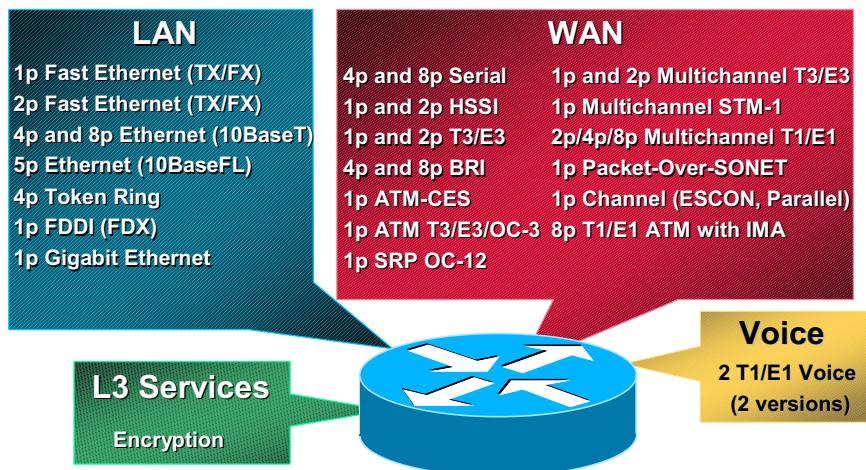 LAN
1p Fast Ethernet (TX/FX)
2p Fast Ethernet (TX/FX)
4p and 8p Ethernet (10BaseT)
5p Ethernet (10BaseFL)
4p Token Ring
1p FDDI (FDX)
1p Gigabit Ethernet
WAN
4p and 8p Serial
1p and 2p HSSI
1p and 2p T3/E3
4p and 8p BRI
1p ATM-CES
1p ATM T3/E3/OC-3
1p SRP OC-12
1p and 2p Multichannel T3/E3
1p Multichannel STM-1
2p/4p/8p Multichannel T1/E1
1p Packet-Over-SONET
1p Channel (ESCON, Parallel)
8p T1/E1 ATM with IMA
L3 Services
Encryption
Voice
2 T1/E1 Voice
(2 versions)